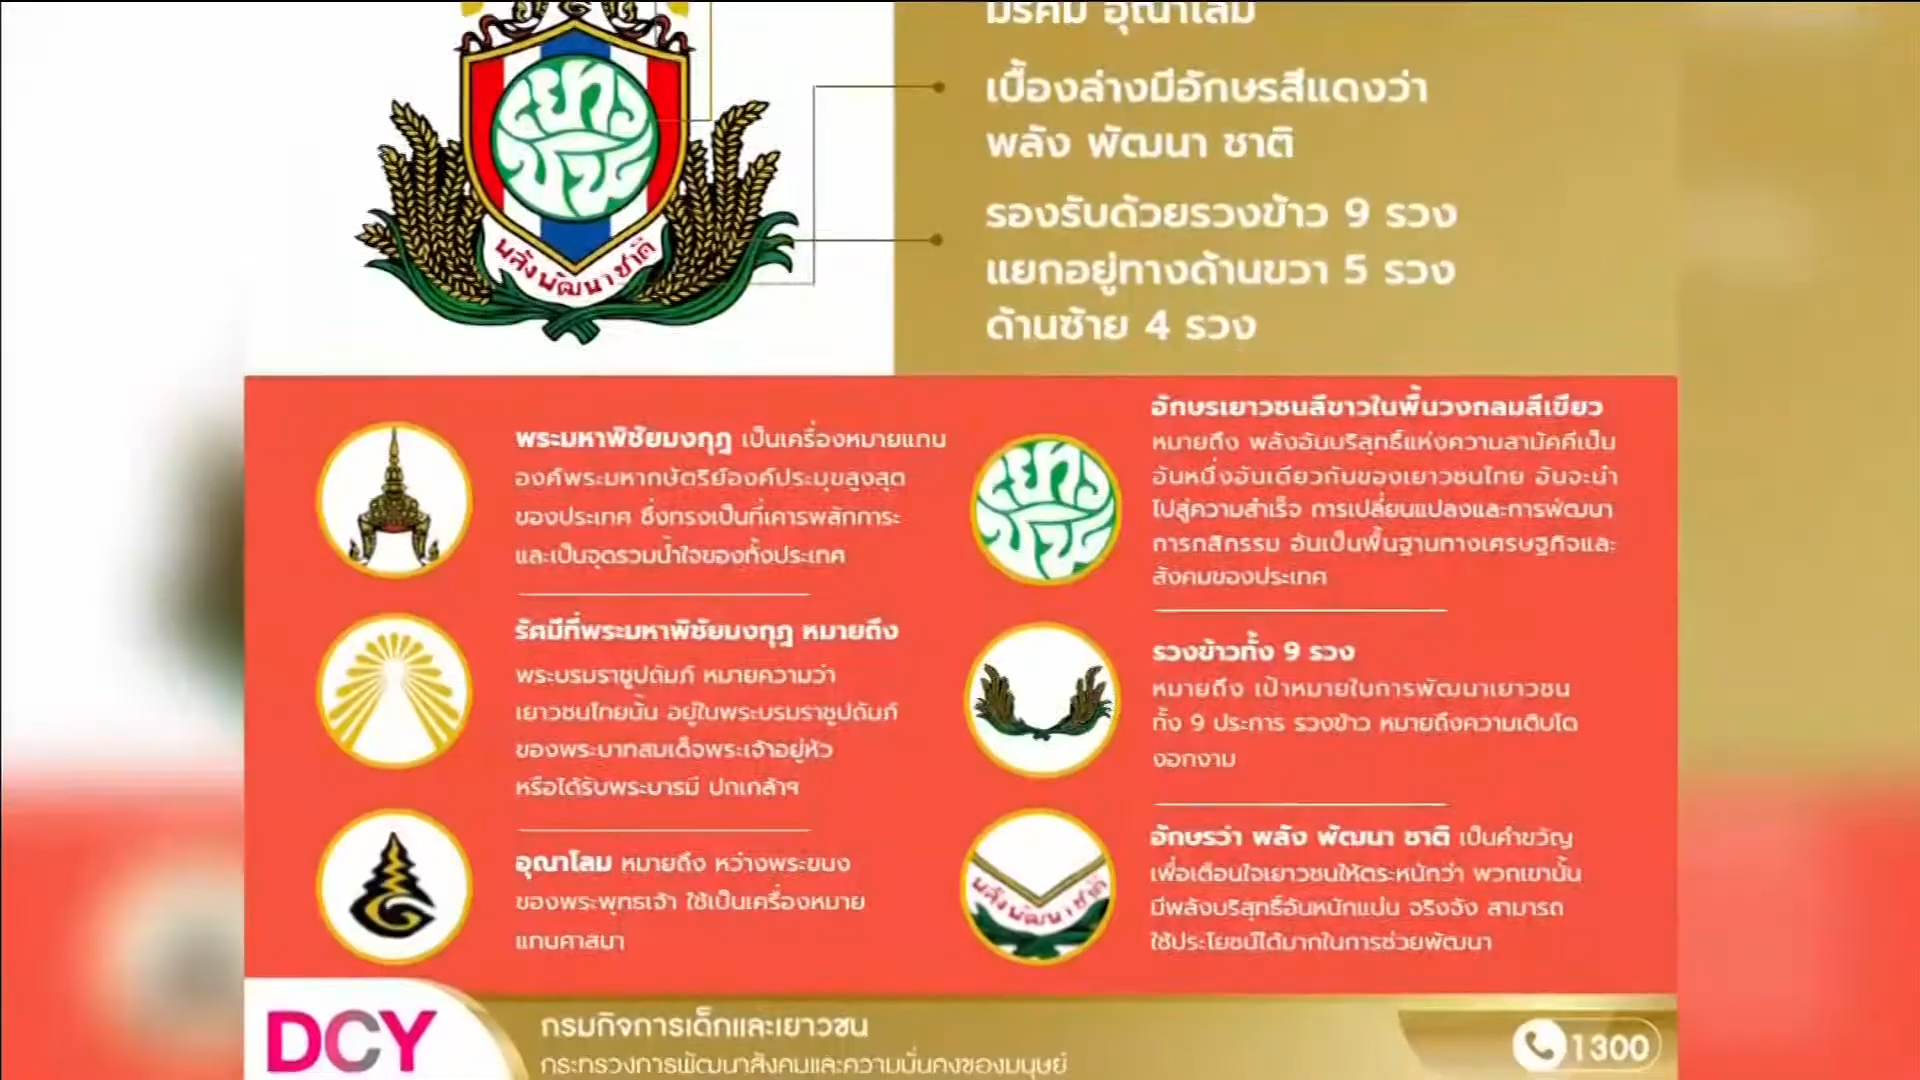 มีรัศมี อุณาโลม
เบื้องล่างมีอักษรสีแดงว่า
พลัง พัฒนา ชาติ
รองรับด้วยรวงข้าว 9 รวง
แยกอยู่ทางด้านขวา 5 รวง
ด้านซ้าย 4 รวง
เยาว
ชน
พลัง พัฒนา ชาติ
พระมหาพิชัยมงกุฎ เป็นเครื่องหมายแทน
องค์พระมหากษัตริย์องค์ประมุขสูงสุด
ของประเทศ ซึ่งทรงเป็นที่เคารพสักการะ
และเป็นจุดรวมน้ำใจของทั้งประเทศ
รัศมีที่พระมหาพิชัยมงกุฎ หมายถึง
พระบรมราชูปถัมภ์ หมายความว่า
เยาวชนไทยนั้น อยู่ในพระบรมราชูปถัมภ์
ของพระบาทสมเด็จพระเจ้าอยู่หัว
หรือได้รับพระบารมี ปกเกล้าฯ
อุณาโลม หมายถึง หว่างพระขนง
ของพระพุทธเจ้า ใช้เป็นเครื่องหมาย
แทนศาสนา
เยาว
ชน
อักษรเยาวชนสีขาวในพื้นวงกลมสีเขียว
หมายถึง พลังอันบริสุทธิ์แห่งความสามัคคีเป็น
อันหนึ่งอันเดียวกันของเยาวชนไทย อันจะนำ
ไปสู่ความสำเร็จ การเปลี่ยนแปลงและการพัฒนา
การกสิกรรม อันเป็นพื้นฐานทางเศรษฐกิจและ
สังคมของประเทศ
รวงข้าวทั้ง 9 รวง
หมายถึง เป้าหมายในการพัฒนาเยาวชน
ทั้ง 9 ประการ รวงข้าว หมายถึงความเติบโต
งอกงาม
พลัง พัฒนา ชาติ
อักษรว่า พลัง พัฒนา ชาติ เป็นคำขวัญ
เพื่อเตือนใจเยาวชนให้ตระหนักว่า พวกเขานั้น
มีพลังบริสุทธิ์อันหนักแน่น จริงจัง สามารถ
ใช้ประโยชน์ได้มากในการช่วยพัฒนา
DCY
กรมกิจการเด็กและเยาวชน
กระทรวงการพัฒนาสังคมและความมั่นคงของมนุษย์
1300